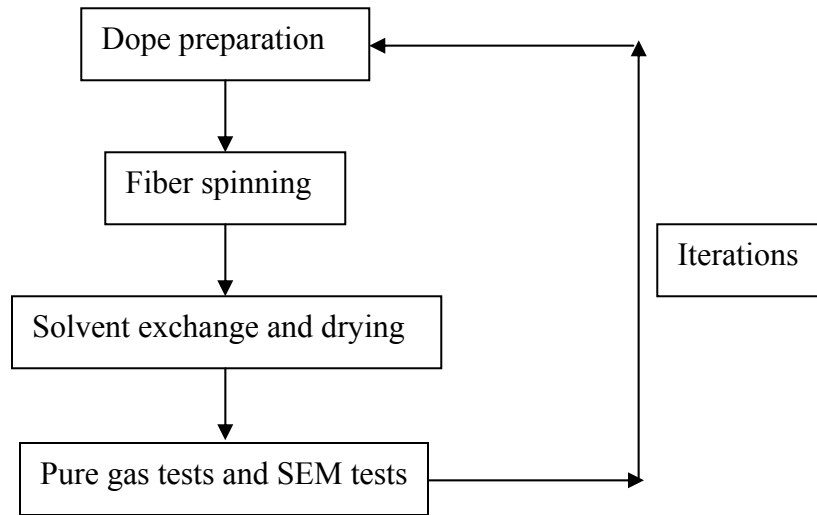 Dope preparation
Fiber spinning
Iterations
Solvent exchange and drying
Pure gas tests and SEM tests